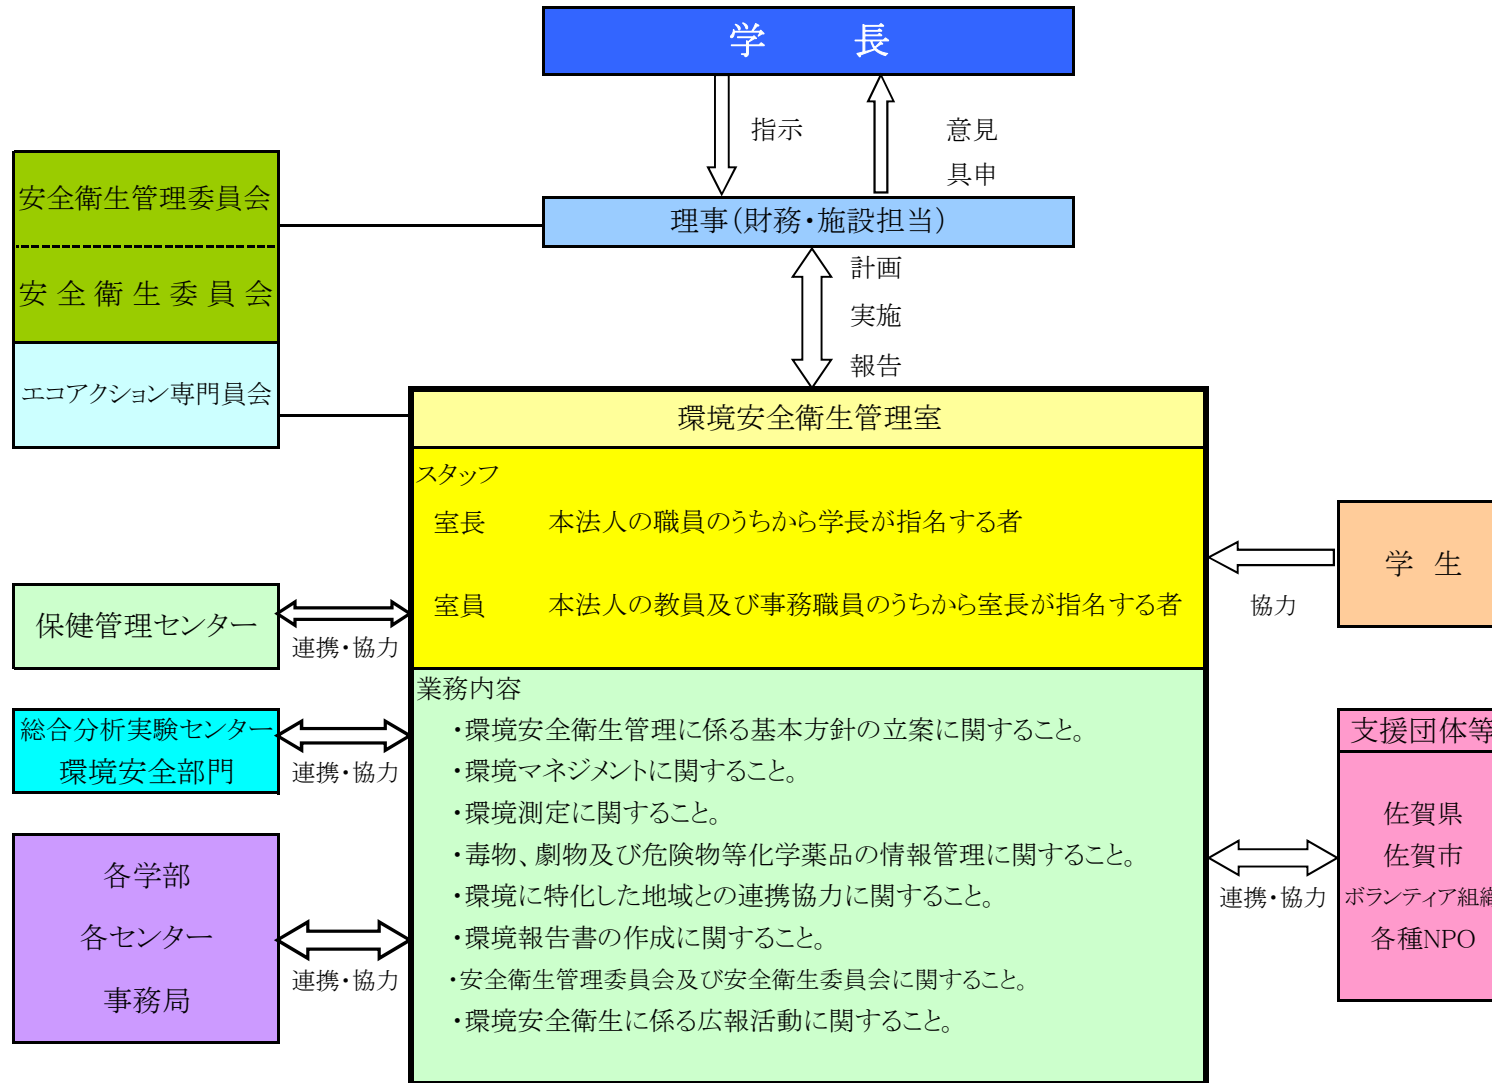 学　長
指示
意見
具申
安全衛生管理委員会
安全衛生委員会
エコアクション専門員会
理事(財務・施設担当)
計画
実施
報告
環境安全衛生管理室
スタッフ
室長　本法人の職員のうちから学長が指名する者
室員　本法人の教員及び事務職員のうちから室長が指名する者
学 生
協力
保健管理センター
連携・協力
業務内容
・環境安全衛生管理に係る基本方針の立案に関すること。
・環境マネジメントに関すること。
・環境測定に関すること。
・毒物、劇物及び危険物等化学薬品の情報管理に関すること。
・環境に特化した地域との連携協力に関すること。
・環境報告書の作成に関すること。
・安全衛生管理委員会及び安全衛生委員会に関すること。
・環境安全衛生に係る広報活動に関すること。
総合分析実験センター
環境安全部門
連携・協力
各学部
各センター
事務局
連携・協力
支援団体等
佐賀県
佐賀市
ボランティア組織
各種NPO
連携・協力